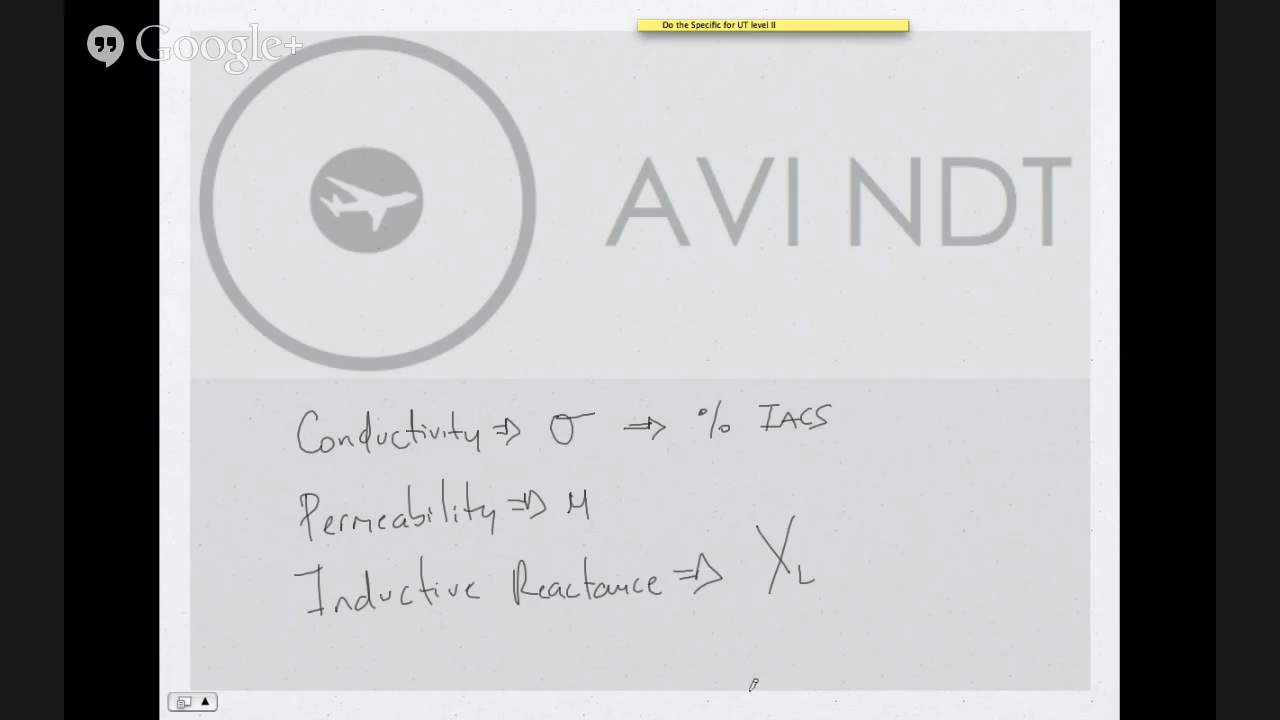 Do the Specific for UT level II
Google+
AVI NDT
Conductivity ⇒ σ ⇒ % IACS
Permeability ⇒ μ
Inductive Reactance ⇒ X_L